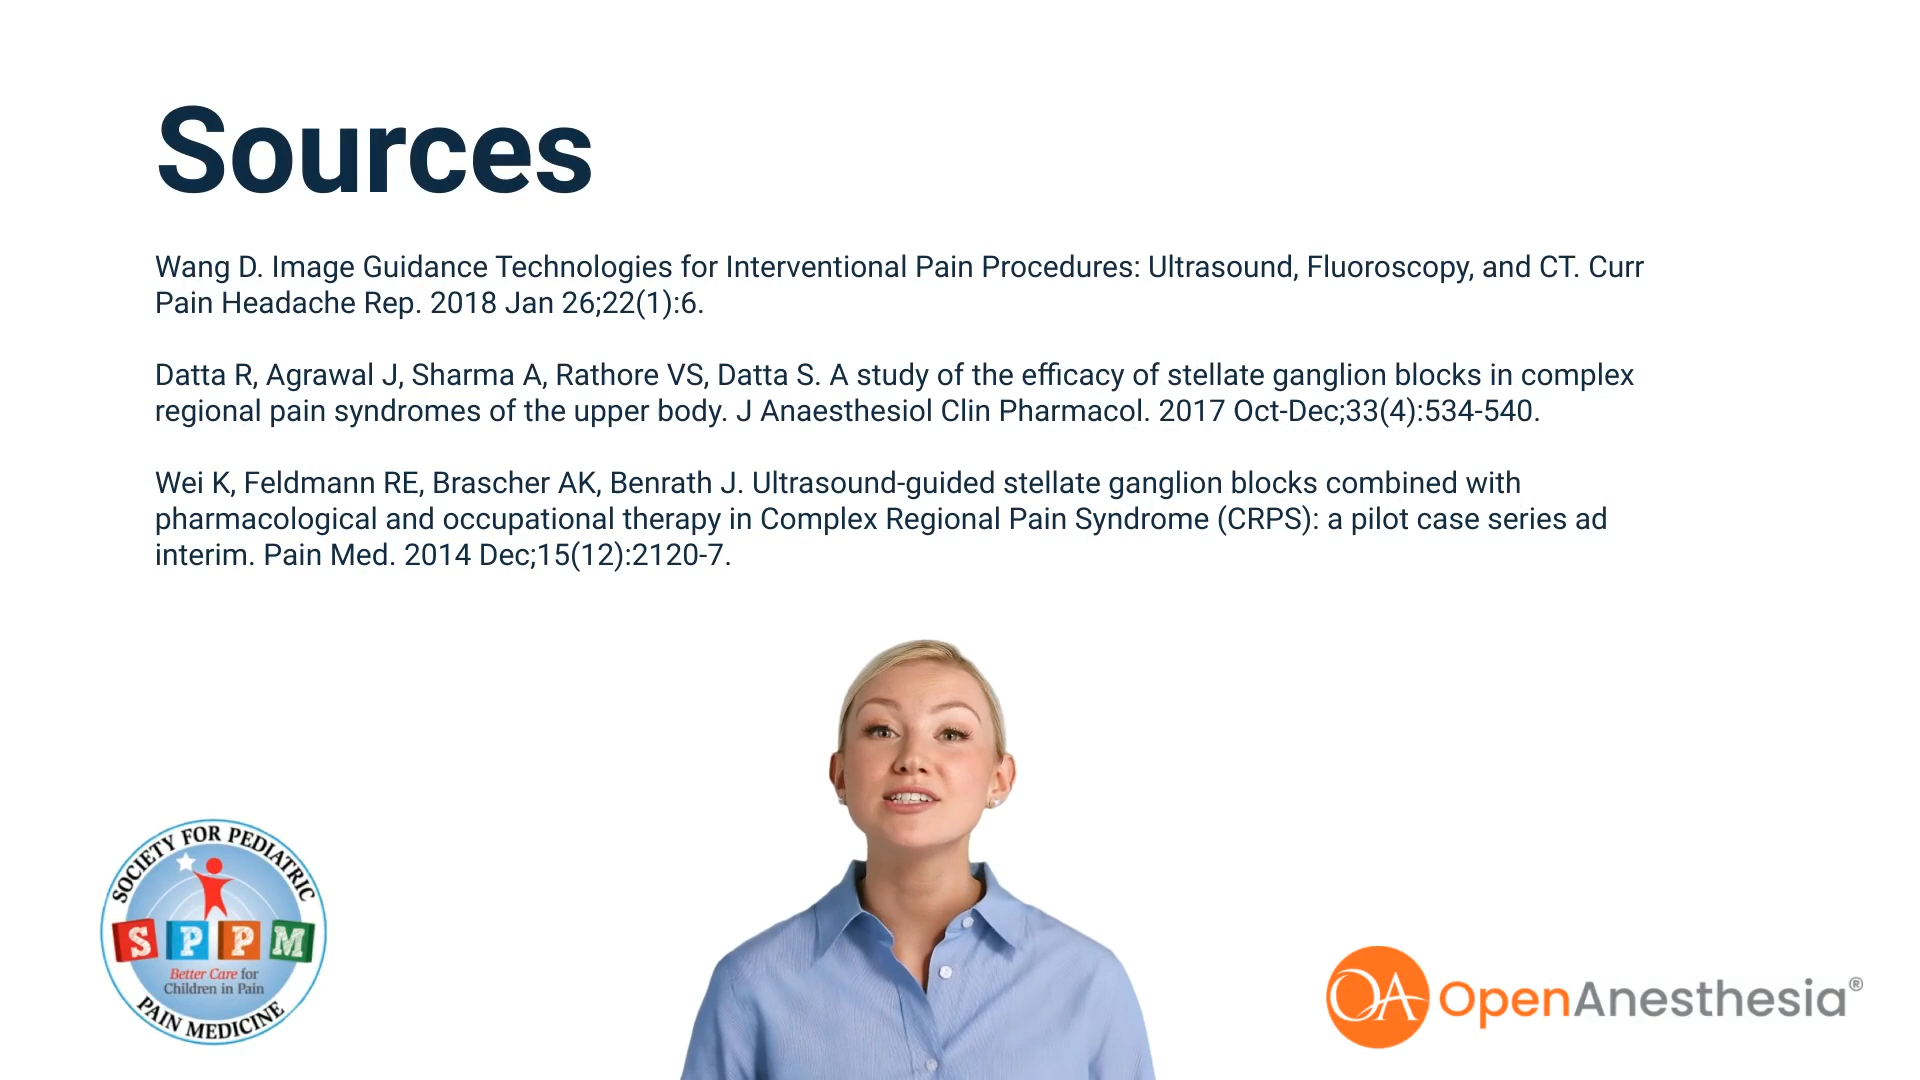 Sources
Wang D. Image Guidance Technologies for Interventional Pain Procedures: Ultrasound, Fluoroscopy, and CT. Curr
Pain Headache Rep. 2018 Jan 26;22(1):6.
Datta R, Agrawal J, Sharma A, Rathore VS, Datta S. A study of the efficacy of stellate ganglion blocks in complex
regional pain syndromes of the upper body. J Anaesthesiol Clin Pharmacol. 2017 Oct-Dec;33(4):534-540.
Wei K, Feldmann RE, Brascher AK, Benrath J. Ultrasound-guided stellate ganglion blocks combined with
pharmacological and occupational therapy in Complex Regional Pain Syndrome (CRPS): a pilot case series ad
interim. Pain Med. 2014 Dec;15(12):2120-7.
SOCIETY FOR PEDIATRIC
SPPM
Better Care for
Children in Pain
PAIN MEDICINE
OA OpenAnesthesia®